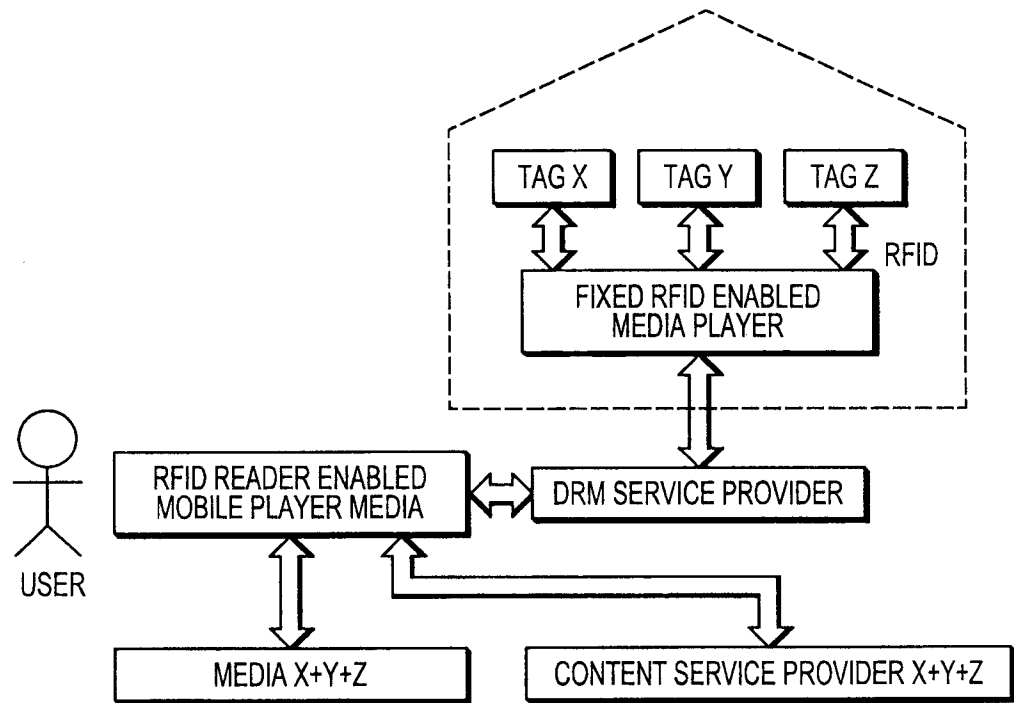 TAG X
TAG Y
TAG Z
RFID
FIXED RFID ENABLED
MEDIA PLAYER
RFID READER ENABLED
MOBILE PLAYER MEDIA
DRM SERVICE PROVIDER
USER
MEDIA X+Y+Z
CONTENT SERVICE PROVIDER X+Y+Z